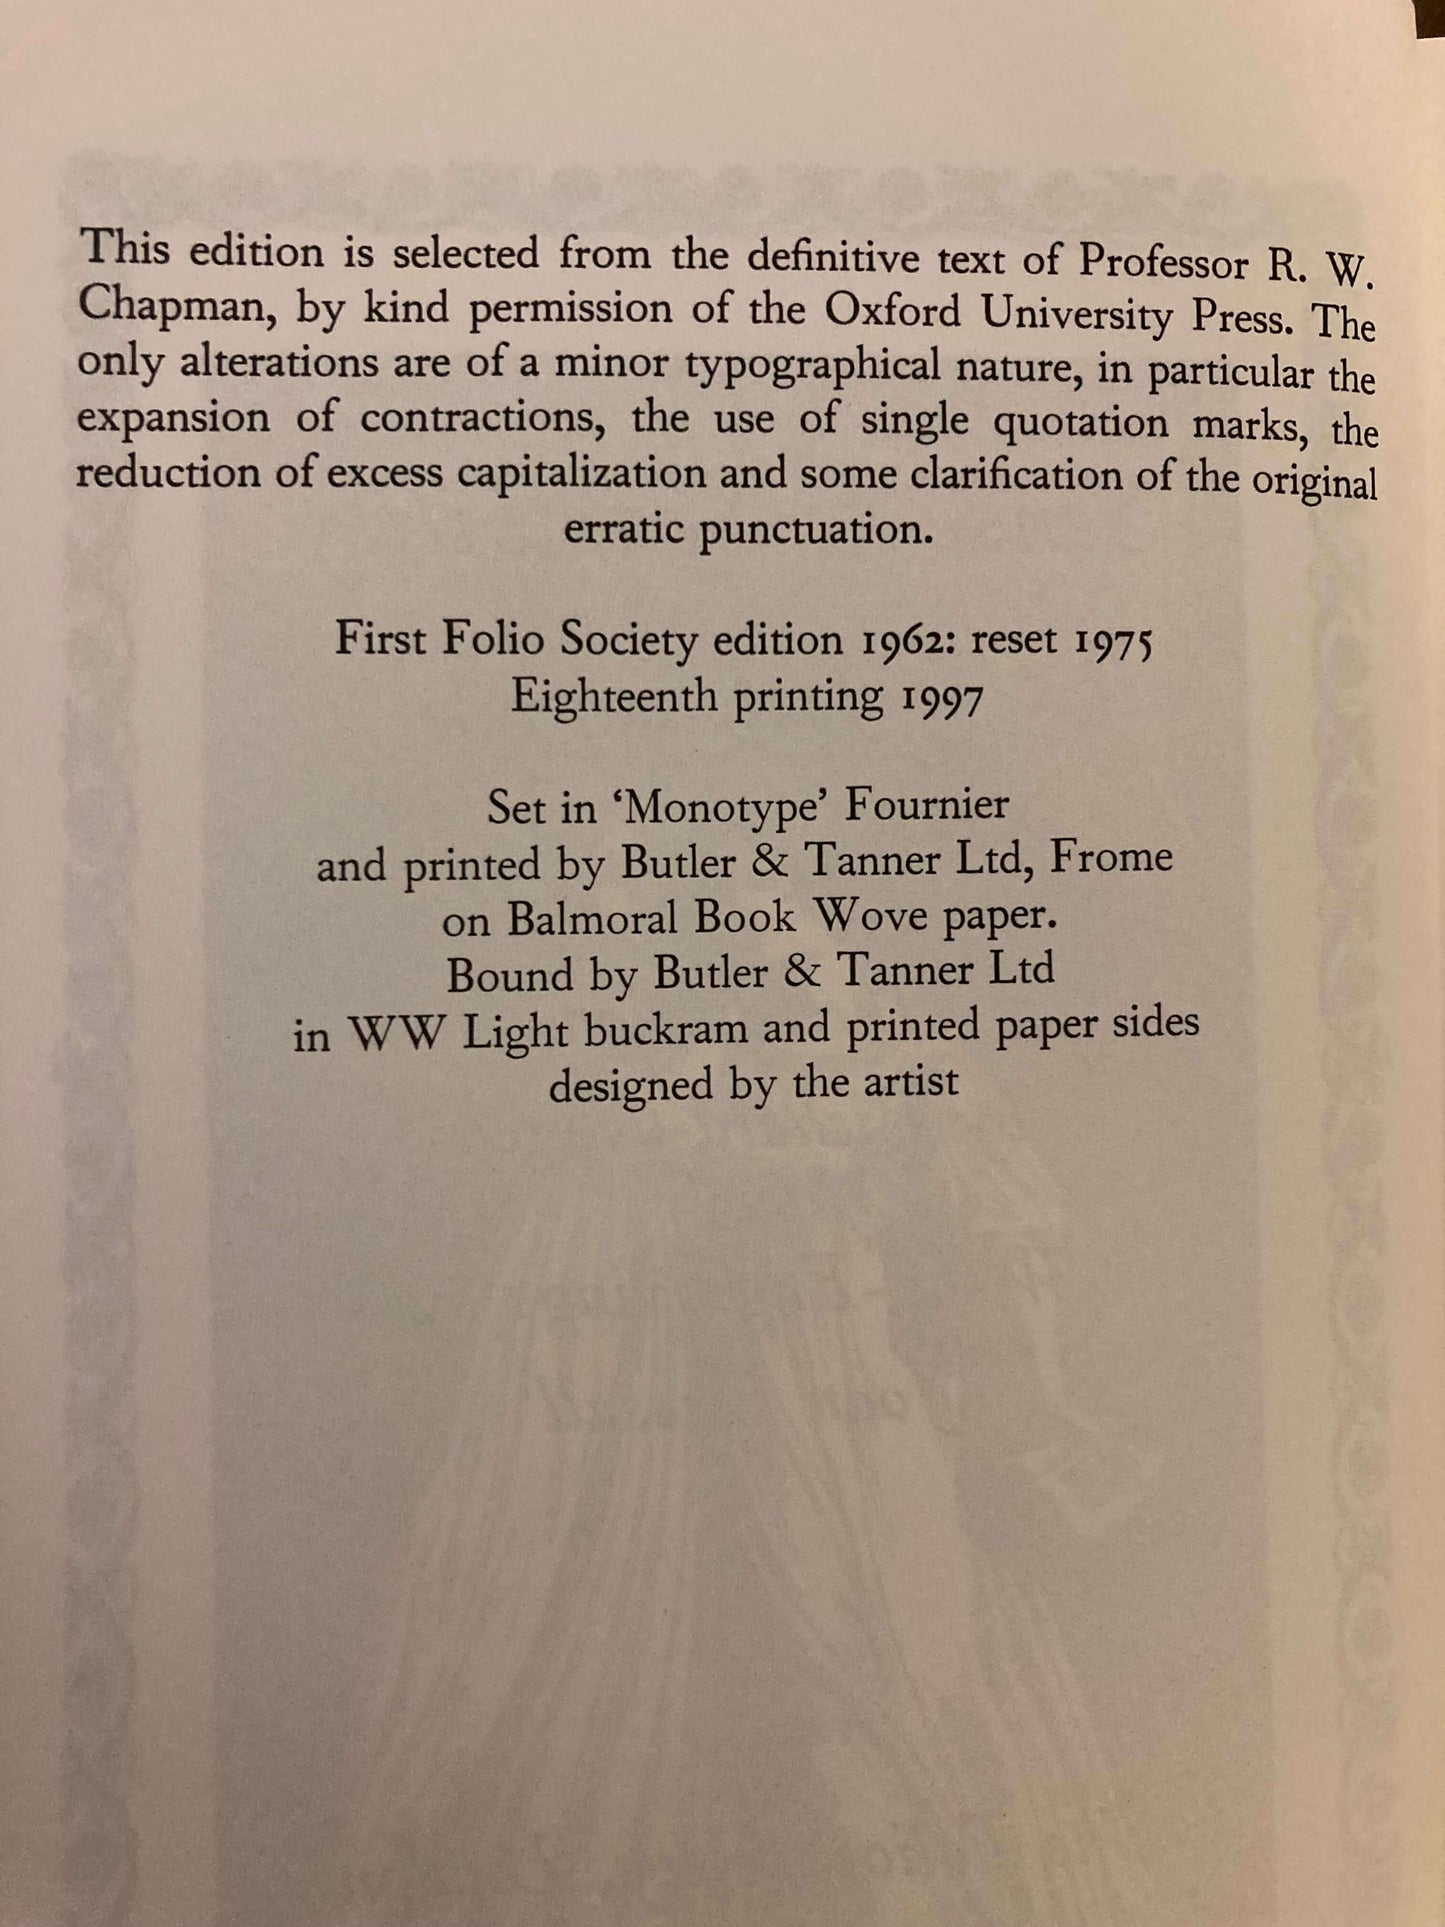 This edition is selected from the definitive text of Professor R. W.
Chapman, by kind permission of the Oxford University Press. The
only alterations are of a minor typographical nature, in particular the
expansion of contractions, the use of single quotation marks, the
reduction of excess capitalization and some clarification of the original
erratic punctuation.
First Folio Society edition 1962: reset 1975
Eighteenth printing 1997
Set in ‘Monotype’ Fournier
and printed by Butler & Tanner Ltd, Frome
on Balmoral Book Wove paper.
Bound by Butler & Tanner Ltd
in WW Light buckram and printed paper sides
designed by the artist